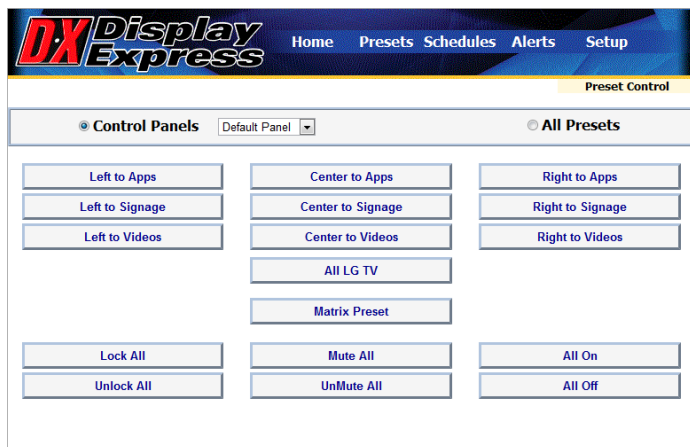 DX Display Express
Home Presets Schedules Alerts Setup
Preset Control
Control Panels Default Panel All Presets
Left to Apps Center to Apps Right to Apps
Left to Signage Center to Signage Right to Signage
Left to Videos Center to Videos Right to Videos
All LG TV
Matrix Preset
Lock All Mute All All On
Unlock All UnMute All All Off